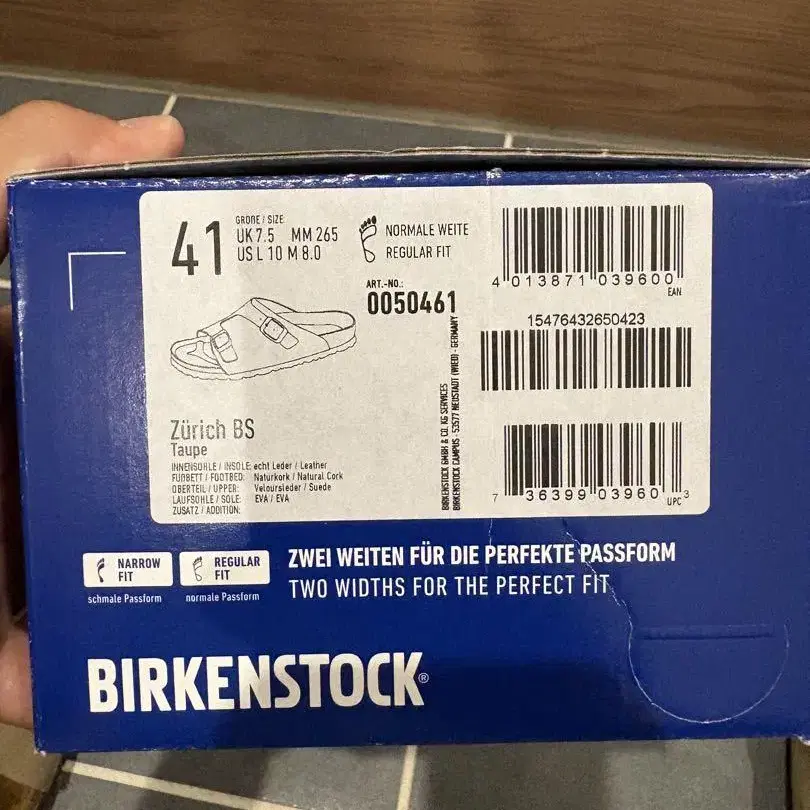 41
GRÖßE / SIZE
UK 7.5 MM 265
US L 10 M 8.0
NORMALE WEITE
REGULAR FIT
ART.-NO.:
0050461
4 013871 039600
EAN
15476432650423
7 36399 03960 3
UPC
BIRKENSTOCK GMBH & CO. KG SERVICES
BIRKENSTOCK CAMPUS · 53577 NEUSTADT (WIED) · GERMANY
Zürich BS
Taupe
INNENSOHLE / INSOLE: echt Leder / Leather
FUßBETT / FOOTBED: Naturkork / Natural Cork
OBERTEIL / UPPER: Veloursleder / Suede
LAUFSOHLE / SOLE: EVA / EVA
ZUSATZ / ADDITION:
NARROW FIT
schmale Passform
REGULAR FIT
normale Passform
ZWEI WEITEN FÜR DIE PERFEKTE PASSFORM
TWO WIDTHS FOR THE PERFECT FIT
BIRKENSTOCK®